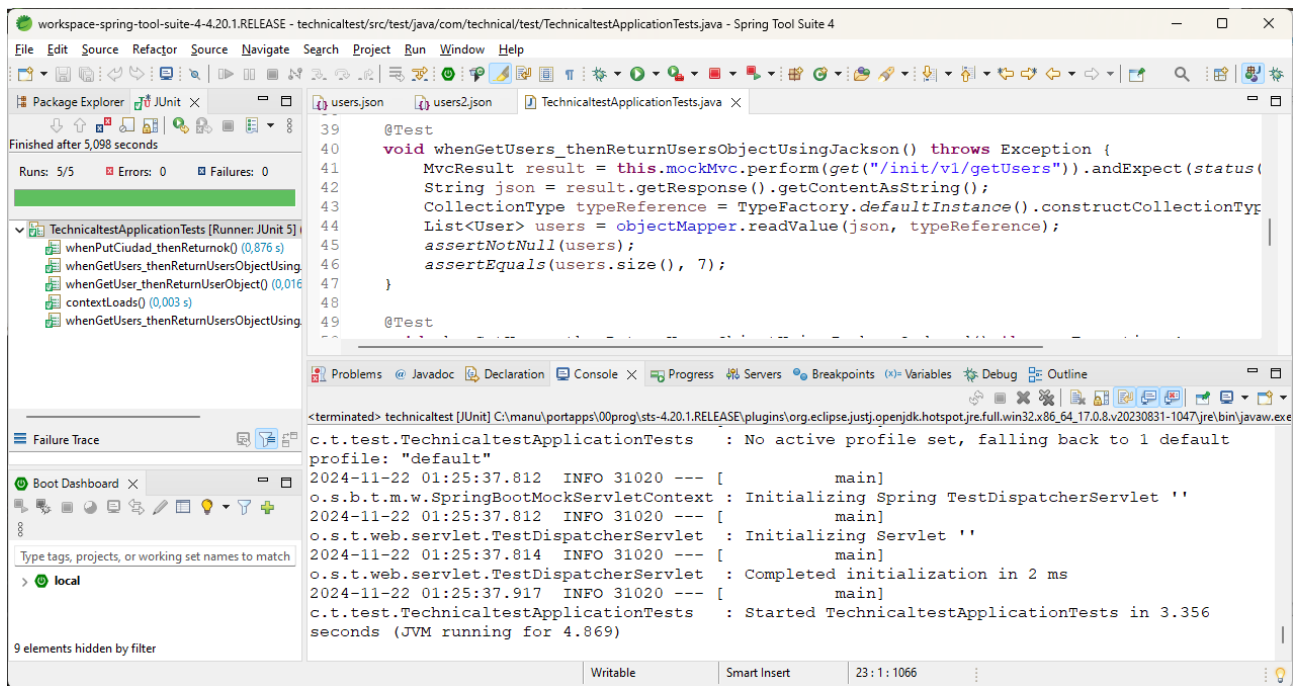 workspace-spring-tool-suite-4-4.20.1.RELEASE - technicaltest/src/test/java/com/technical/test/TechnicaltestApplicationTests.java - Spring Tool Suite 4
File Edit Source Refactor Source Navigate Search Project Run Window Help
Package Explorer JUnit
Finished after 5,098 seconds
Runs: 5/5 Errors: 0 Failures: 0
TechnicaltestApplicationTests [Runner: JUnit 5] (
whenPutCiudad_thenReturnok() (0,876 s)
whenGetUsers_thenReturnUsersObjectUsing
whenGetUser_thenReturnUserObject() (0,016
contextLoads() (0,003 s)
whenGetUsers_thenReturnUsersObjectUsing
Failure Trace
Boot Dashboard
Type tags, projects, or working set names to match
local
9 elements hidden by filter
users.json users2.json TechnicaltestApplicationTests.java
39 @Test
40 void whenGetUsers_thenReturnUsersObjectUsingJackson() throws Exception {
41 MvcResult result = this.mockMvc.perform(get("/init/v1/getUsers")).andExpect(status(
42 String json = result.getResponse().getContentAsString();
43 CollectionType typeReference = TypeFactory.defaultInstance().constructCollectionTyp
44 List<User> users = objectMapper.readValue(json, typeReference);
45 assertNotNull(users);
46 assertEquals(users.size(), 7);
47 }
48
49 @Test
Problems @ Javadoc Declaration Console Progress Servers Breakpoints (x)= Variables Debug Outline
<terminated> technicaltest [JUnit] C:\manu\portapps\00prog\sts-4.20.1.RELEASE\plugins\org.eclipse.justj.openjdk.hotspot.jre.full.win32.x86_64_17.0.8.v20230831-1047\jre\bin\javaw.exe
c.t.test.TechnicaltestApplicationTests : No active profile set, falling back to 1 default
profile: "default"
2024-11-22 01:25:37.812 INFO 31020 --- [ main]
o.s.b.t.m.w.SpringBootMockServletContext : Initializing Spring TestDispatcherServlet ''
2024-11-22 01:25:37.812 INFO 31020 --- [ main]
o.s.t.web.servlet.TestDispatcherServlet : Initializing Servlet ''
2024-11-22 01:25:37.814 INFO 31020 --- [ main]
o.s.t.web.servlet.TestDispatcherServlet : Completed initialization in 2 ms
2024-11-22 01:25:37.917 INFO 31020 --- [ main]
c.t.test.TechnicaltestApplicationTests : Started TechnicaltestApplicationTests in 3.356
seconds (JVM running for 4.869)
Writable Smart Insert 23 : 1 : 1066